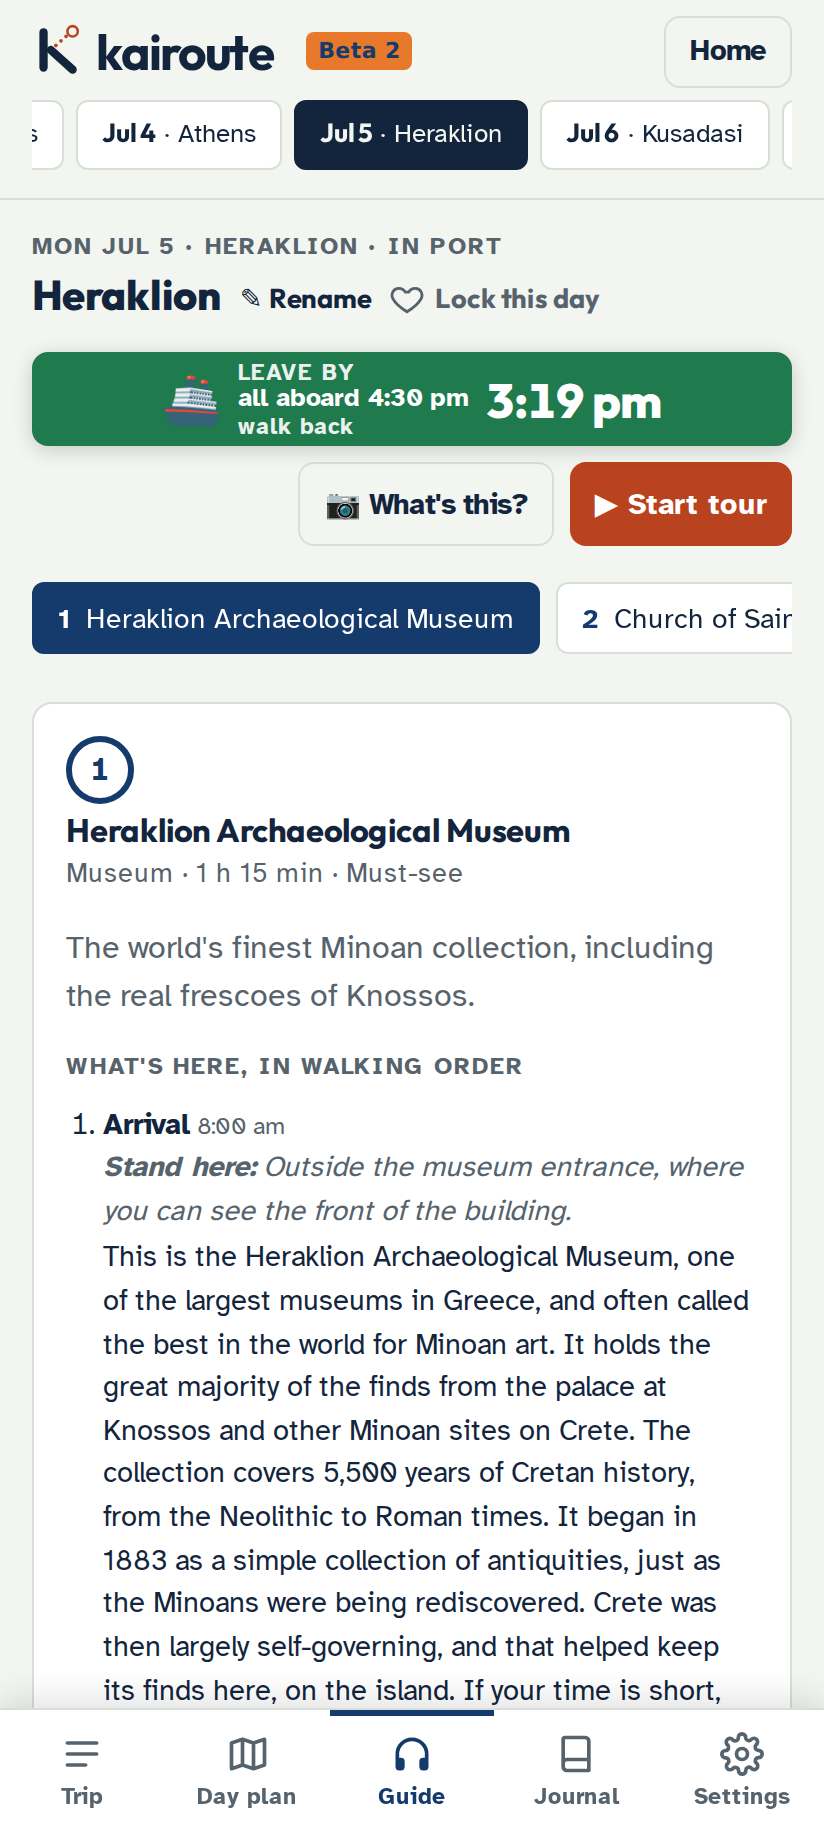 kairoute Beta 2 Home
s Jul 4 · Athens Jul 5 · Heraklion Jul 6 · Kusadasi
MON JUL 5 · HERAKLION · IN PORT
Heraklion ✎ Rename Lock this day
LEAVE BY
all aboard 4:30 pm 3:19 pm
walk back
What's this? ▶ Start tour
1 Heraklion Archaeological Museum 2 Church of Sain
1
Heraklion Archaeological Museum
Museum · 1 h 15 min · Must-see
The world's finest Minoan collection, including
the real frescoes of Knossos.
WHAT'S HERE, IN WALKING ORDER
1. Arrival 8:00 am
Stand here: Outside the museum entrance, where
you can see the front of the building.
This is the Heraklion Archaeological Museum, one
of the largest museums in Greece, and often called
the best in the world for Minoan art. It holds the
great majority of the finds from the palace at
Knossos and other Minoan sites on Crete. The
collection covers 5,500 years of Cretan history,
from the Neolithic to Roman times. It began in
1883 as a simple collection of antiquities, just as
the Minoans were being rediscovered. Crete was
then largely self-governing, and that helped keep
its finds here, on the island. If your time is short,
Trip Day plan Guide Journal Settings